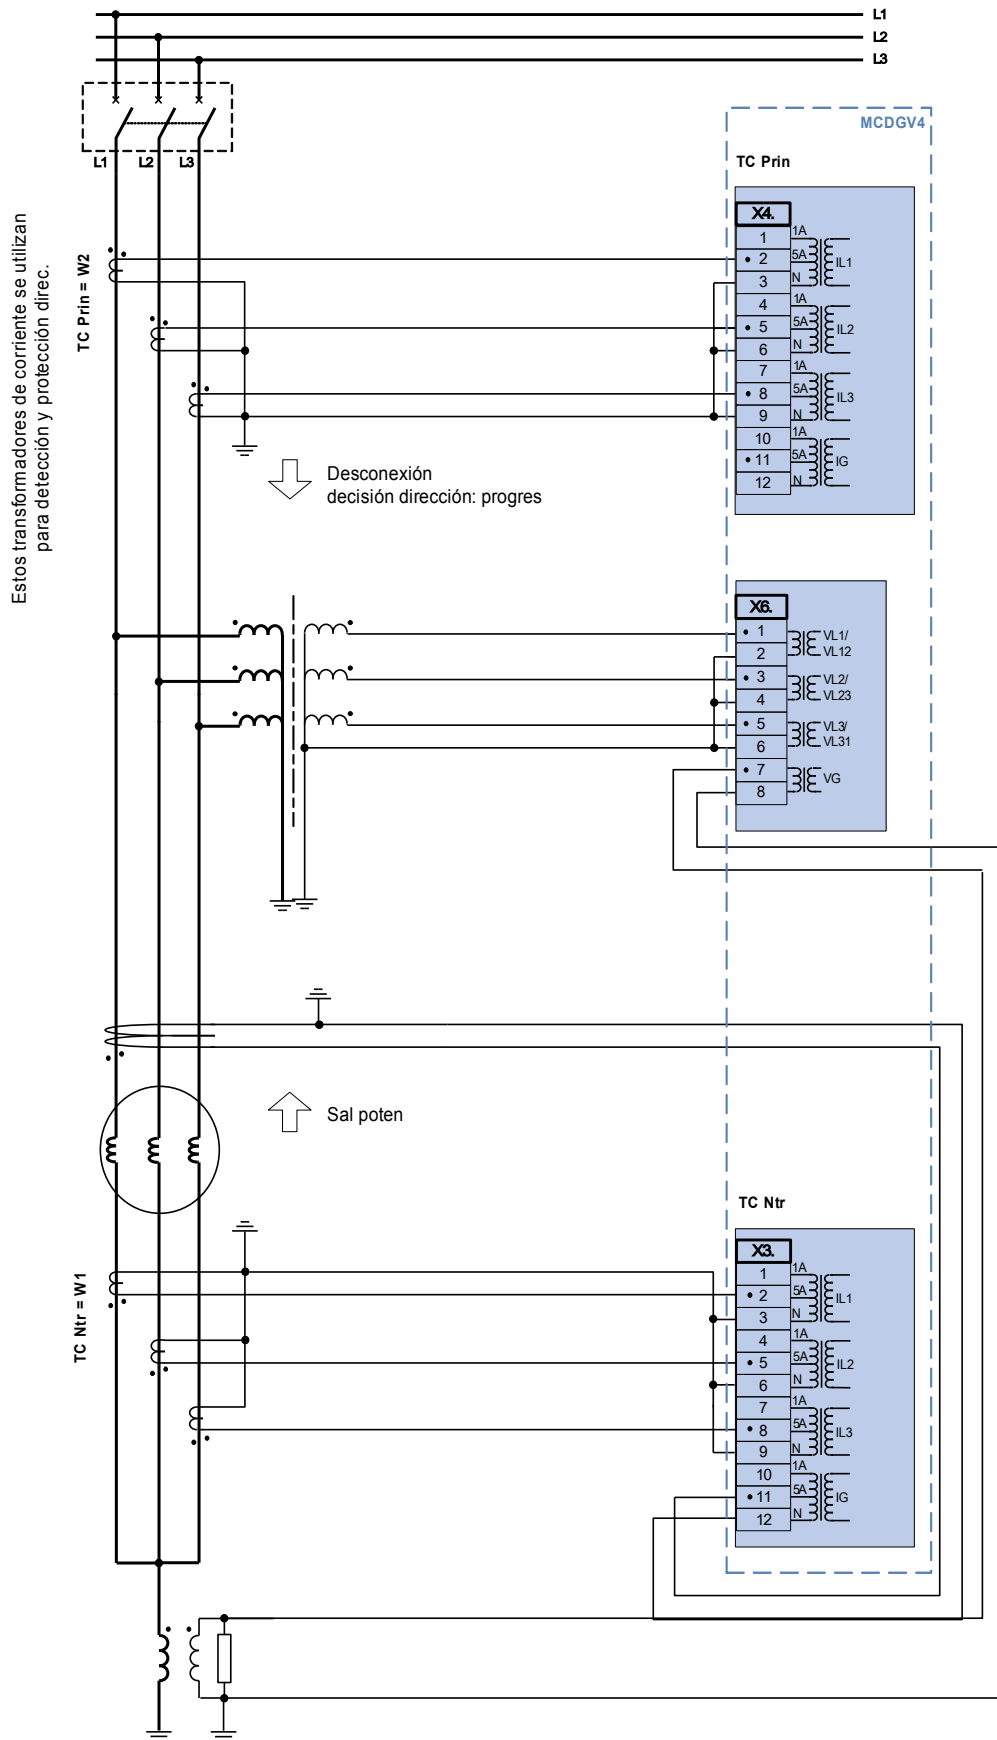 L1
L2
L3
L1
L2
L3
MCDGV4
Estos transformadores de corriente se utilizan
para detección y protección direc.
TC Prin = W2
TC Prin
X4.
1
1A
2
5A
IL1
3
N
4
1A
5
5A
IL2
6
N
7
1A
8
5A
IL3
9
N
10
1A
11
5A
IG
12
N
Desconexión
decisión dirección: progres
X6.
1
VL1/
2
VL12
3
VL2/
4
VL23
5
VL3/
6
VL31
7
VG
8
Sal poten
TC Ntr = W1
TC Ntr
X3.
1
1A
2
5A
IL1
3
N
4
1A
5
5A
IL2
6
N
7
1A
8
5A
IL3
9
N
10
1A
11
5A
IG
12
N